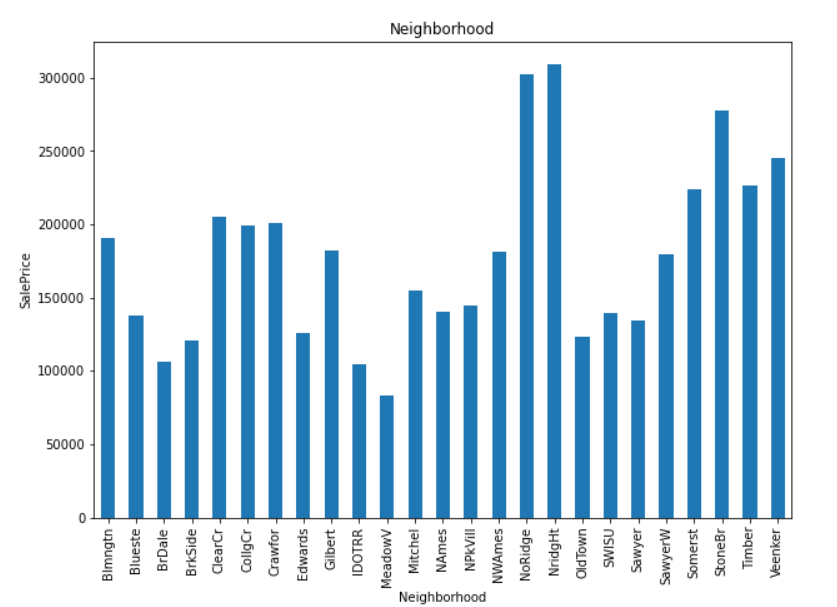 Neighborhood
300000
250000
200000
150000
100000
50000
0
SalePrice
Blmngtn
Blueste
BrDale
BrkSide
ClearCr
CollgCr
Crawfor
Edwards
Gilbert
IDOTRR
MeadowV
Mitchel
NAmes
NPkVill
NWAmes
NoRidge
NridgHt
OldTown
SWISU
Sawyer
SawyerW
Somerst
StoneBr
Timber
Veenker
Neighborhood